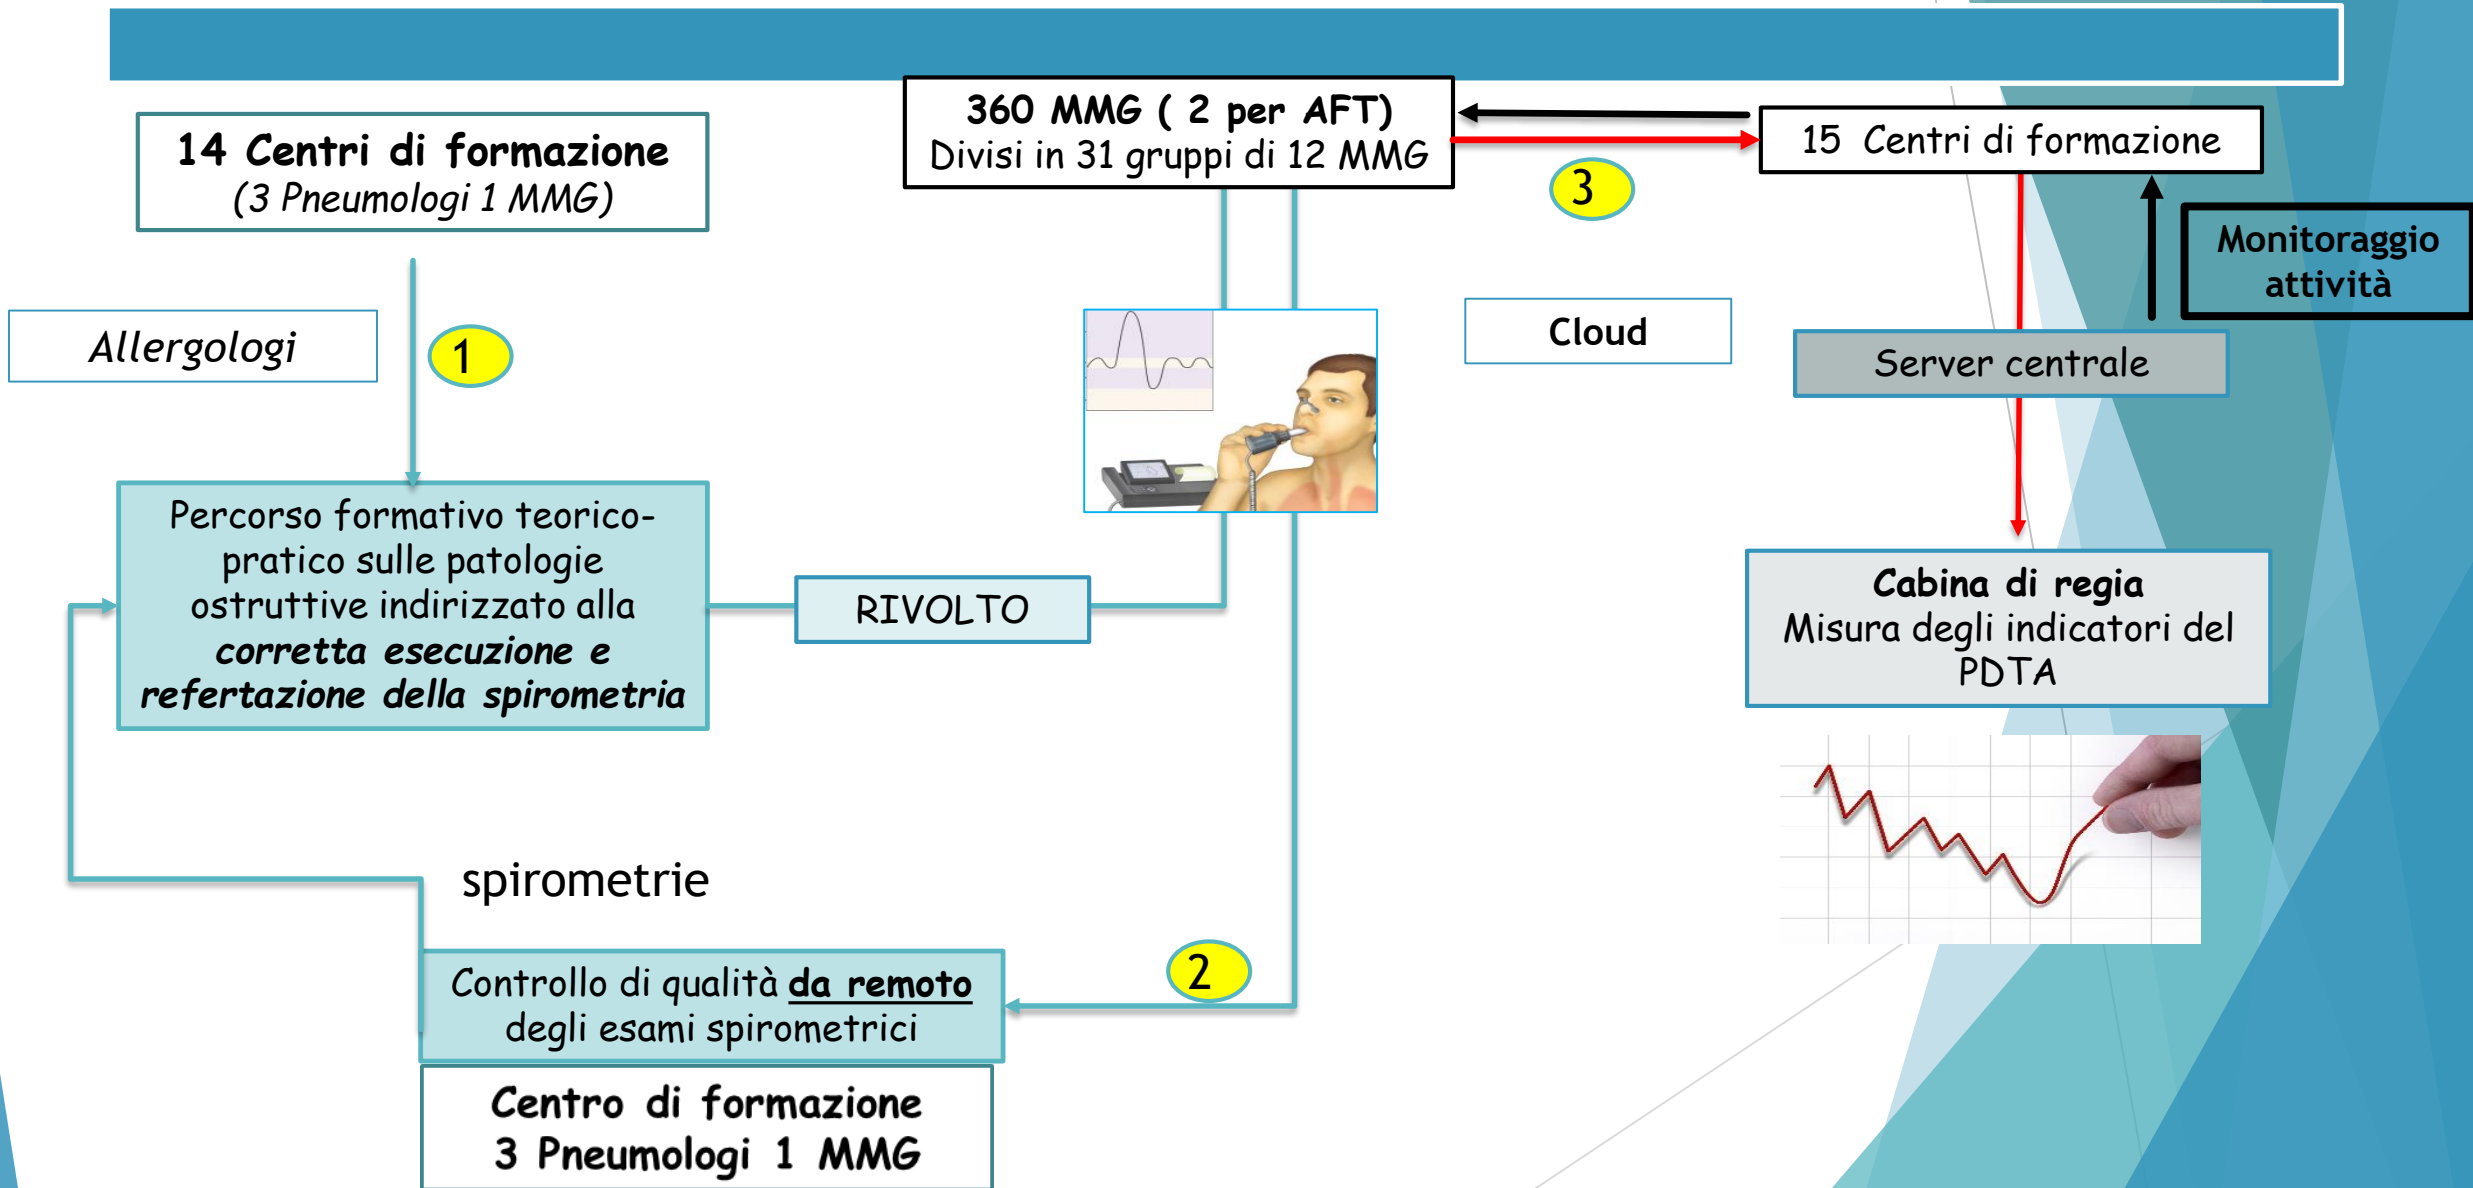 14 Centri di formazione
(3 Pneumologi 1 MMG)
360 MMG ( 2 per AFT)
Divisi in 31 gruppi di 12 MMG
15 Centri di formazione
3
Monitoraggio
attività
Allergologi
1
Cloud
Server centrale
Percorso formativo teorico-
pratico sulle patologie
ostruttive indirizzato alla
corretta esecuzione e
refertazione della spirometria
RIVOLTO
Cabina di regia
Misura degli indicatori del
PDTA
spirometrie
2
Controllo di qualità da remoto
degli esami spirometrici
Centro di formazione
3 Pneumologi 1 MMG